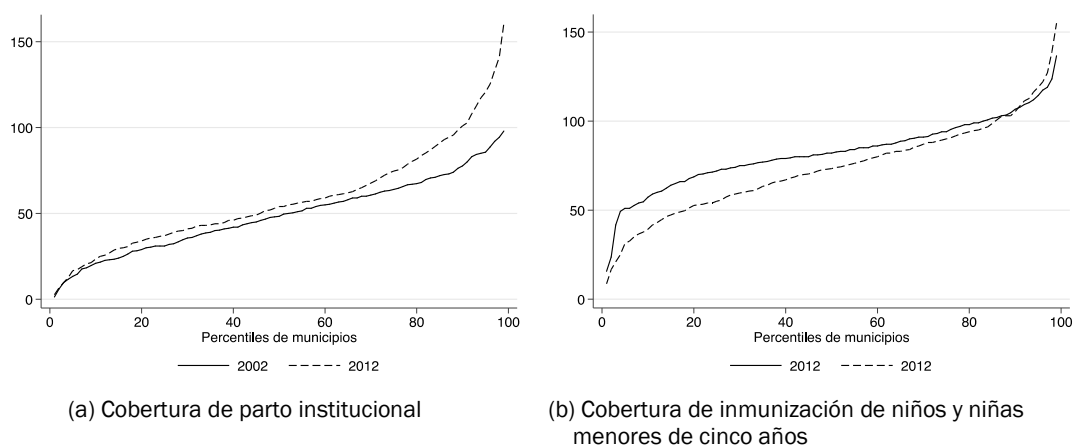 150
100
50
0
0 20 40 60 80 100
Percentiles de municipios
2002 2012
(a) Cobertura de parto institucional
150
100
50
0
0 20 40 60 80 100
Percentiles de municipios
2012 2012
(b) Cobertura de inmunización de niños y niñas
menores de cinco años